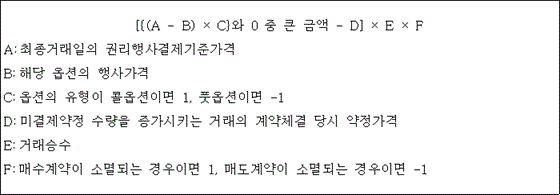 [{(A - B) × C}와 0 중 큰 금액 - D] × E × F
A: 최종거래일의 권리행사결제기준가격
B: 해당 옵션의 행사가격
C: 옵션의 유형이 콜옵션이면 1, 풋옵션이면 -1
D: 미결제약정 수량을 증가시키는 거래의 계약체결 당시 약정가격
E: 거래승수
F: 매수계약이 소멸되는 경우이면 1, 매도계약이 소멸되는 경우이면 -1